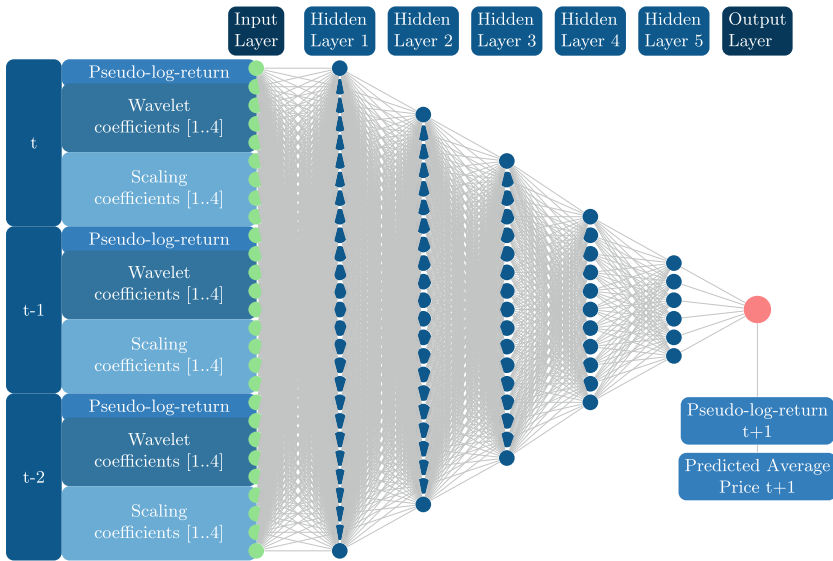 Input
Layer
Hidden
Layer 1
Hidden
Layer 2
Hidden
Layer 3
Hidden
Layer 4
Hidden
Layer 5
Output
Layer
t
Pseudo-log-return
Wavelet
coefficients [1..4]
Scaling
coefficients [1..4]
t-1
Pseudo-log-return
Wavelet
coefficients [1..4]
Scaling
coefficients [1..4]
t-2
Pseudo-log-return
Wavelet
coefficients [1..4]
Scaling
coefficients [1..4]
Pseudo-log-return
t+1
Predicted Average
Price t+1